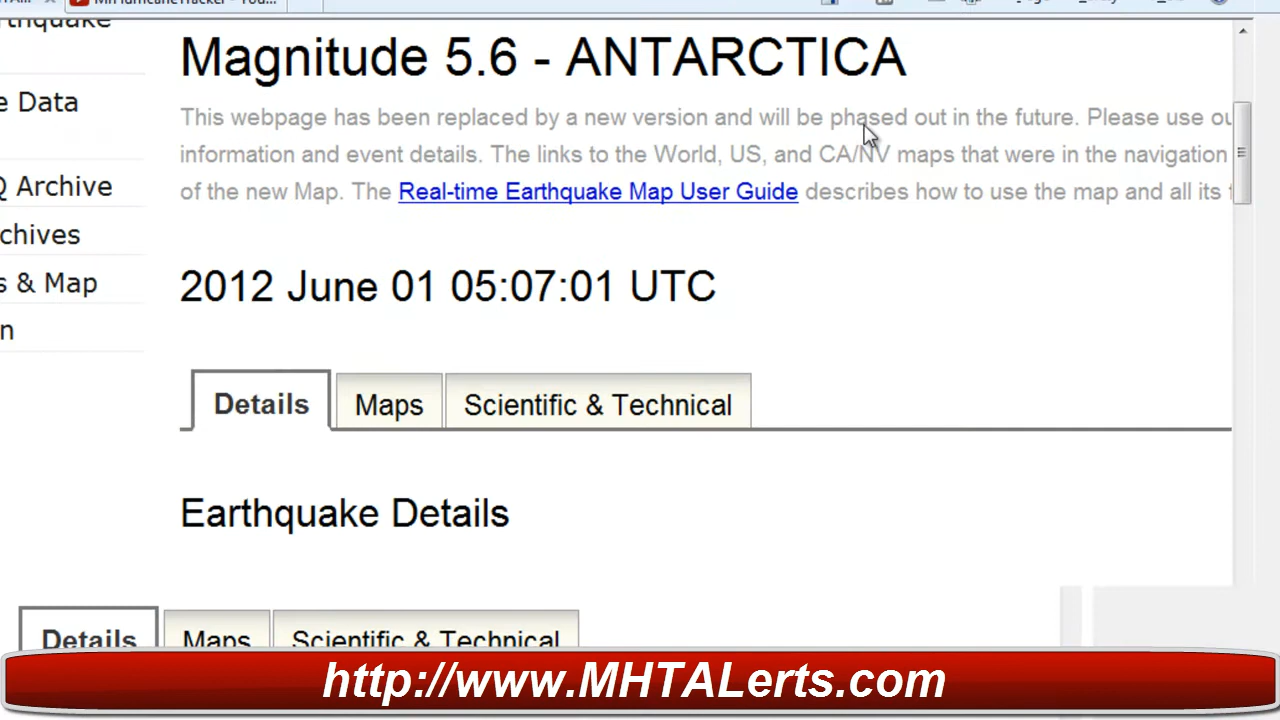 MHurricaneTracker - You...
arthquake
Magnitude 5.6 - ANTARCTICA
This webpage has been replaced by a new version and will be phased out in the future. Please use ou
e Data
information and event details. The links to the World, US, and CA/NV maps that were in the navigation
Q Archive
of the new Map. The Real-time Earthquake Map User Guide describes how to use the map and all its f
chives
s & Map
2012 June 01 05:07:01 UTC
n
Details Maps Scientific & Technical
Earthquake Details
Details Maps Scientific & Technical
http://www.MHTALerts.com